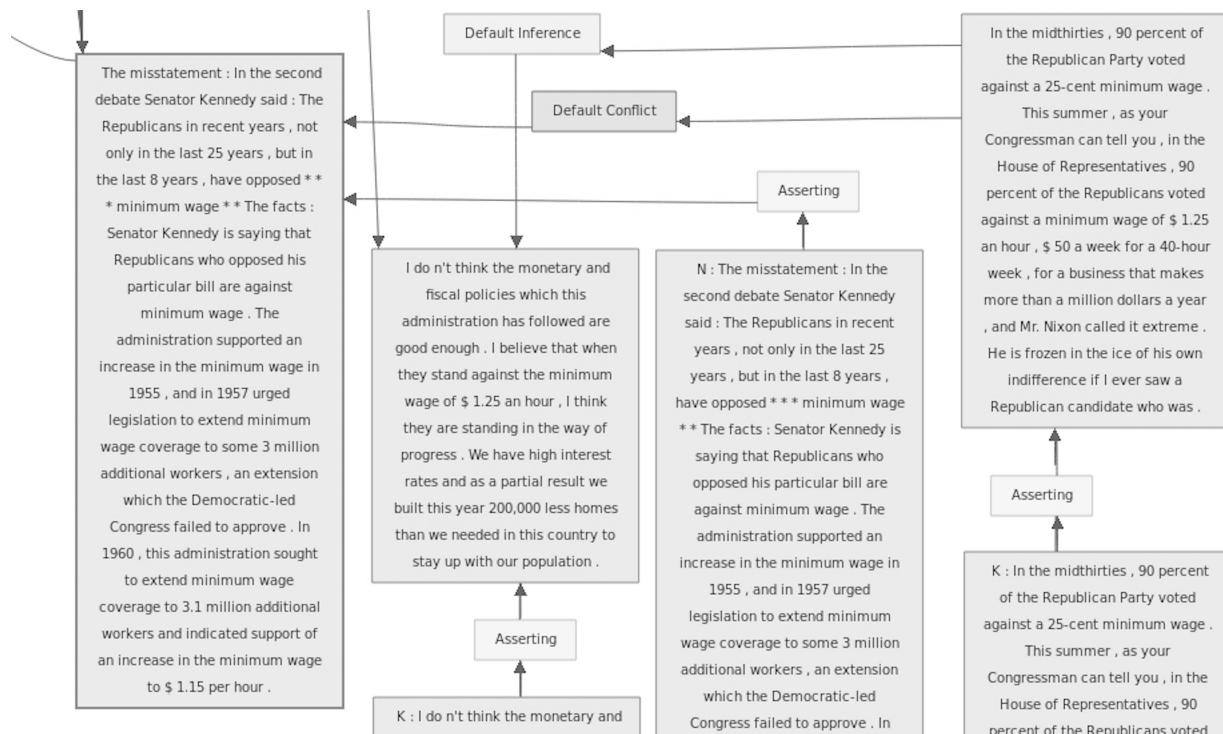 Default Inference
Default Conflict
The misstatement : In the second
debate Senator Kennedy said : The
Republicans in recent years , not
only in the last 25 years , but in
the last 8 years , have opposed * *
* minimum wage * * The facts :
Senator Kennedy is saying that
Republicans who opposed his
particular bill are against
minimum wage . The
administration supported an
increase in the minimum wage in
1955 , and in 1957 urged
legislation to extend minimum
wage coverage to some 3 million
additional workers , an extension
which the Democratic-led
Congress failed to approve . In
1960 , this administration sought
to extend minimum wage
coverage to 3.1 million additional
workers and indicated support of
an increase in the minimum wage
to $ 1.15 per hour .
I do n't think the monetary and
fiscal policies which this
administration has followed are
good enough . I believe that when
they stand against the minimum
wage of $ 1.25 an hour , I think
they are standing in the way of
progress . We have high interest
rates and as a partial result we
built this year 200,000 less homes
than we needed in this country to
stay up with our population .
Asserting
K : I do n't think the monetary and
Asserting
N : The misstatement : In the
second debate Senator Kennedy
said : The Republicans in recent
years , not only in the last 25
years , but in the last 8 years ,
have opposed * * * minimum wage
* * The facts : Senator Kennedy is
saying that Republicans who
opposed his particular bill are
against minimum wage . The
administration supported an
increase in the minimum wage in
1955 , and in 1957 urged
legislation to extend minimum
wage coverage to some 3 million
additional workers , an extension
which the Democratic-led
Congress failed to approve . In
In the midthirties , 90 percent of
the Republican Party voted
against a 25-cent minimum wage .
This summer , as your
Congressman can tell you , in the
House of Representatives , 90
percent of the Republicans voted
against a minimum wage of $ 1.25
an hour , $ 50 a week for a 40-hour
week , for a business that makes
more than a million dollars a year
, and Mr. Nixon called it extreme .
He is frozen in the ice of his own
indifference if I ever saw a
Republican candidate who was .
Asserting
K : In the midthirties , 90 percent
of the Republican Party voted
against a 25-cent minimum wage .
This summer , as your
Congressman can tell you , in the
House of Representatives , 90
percent of the Republicans voted